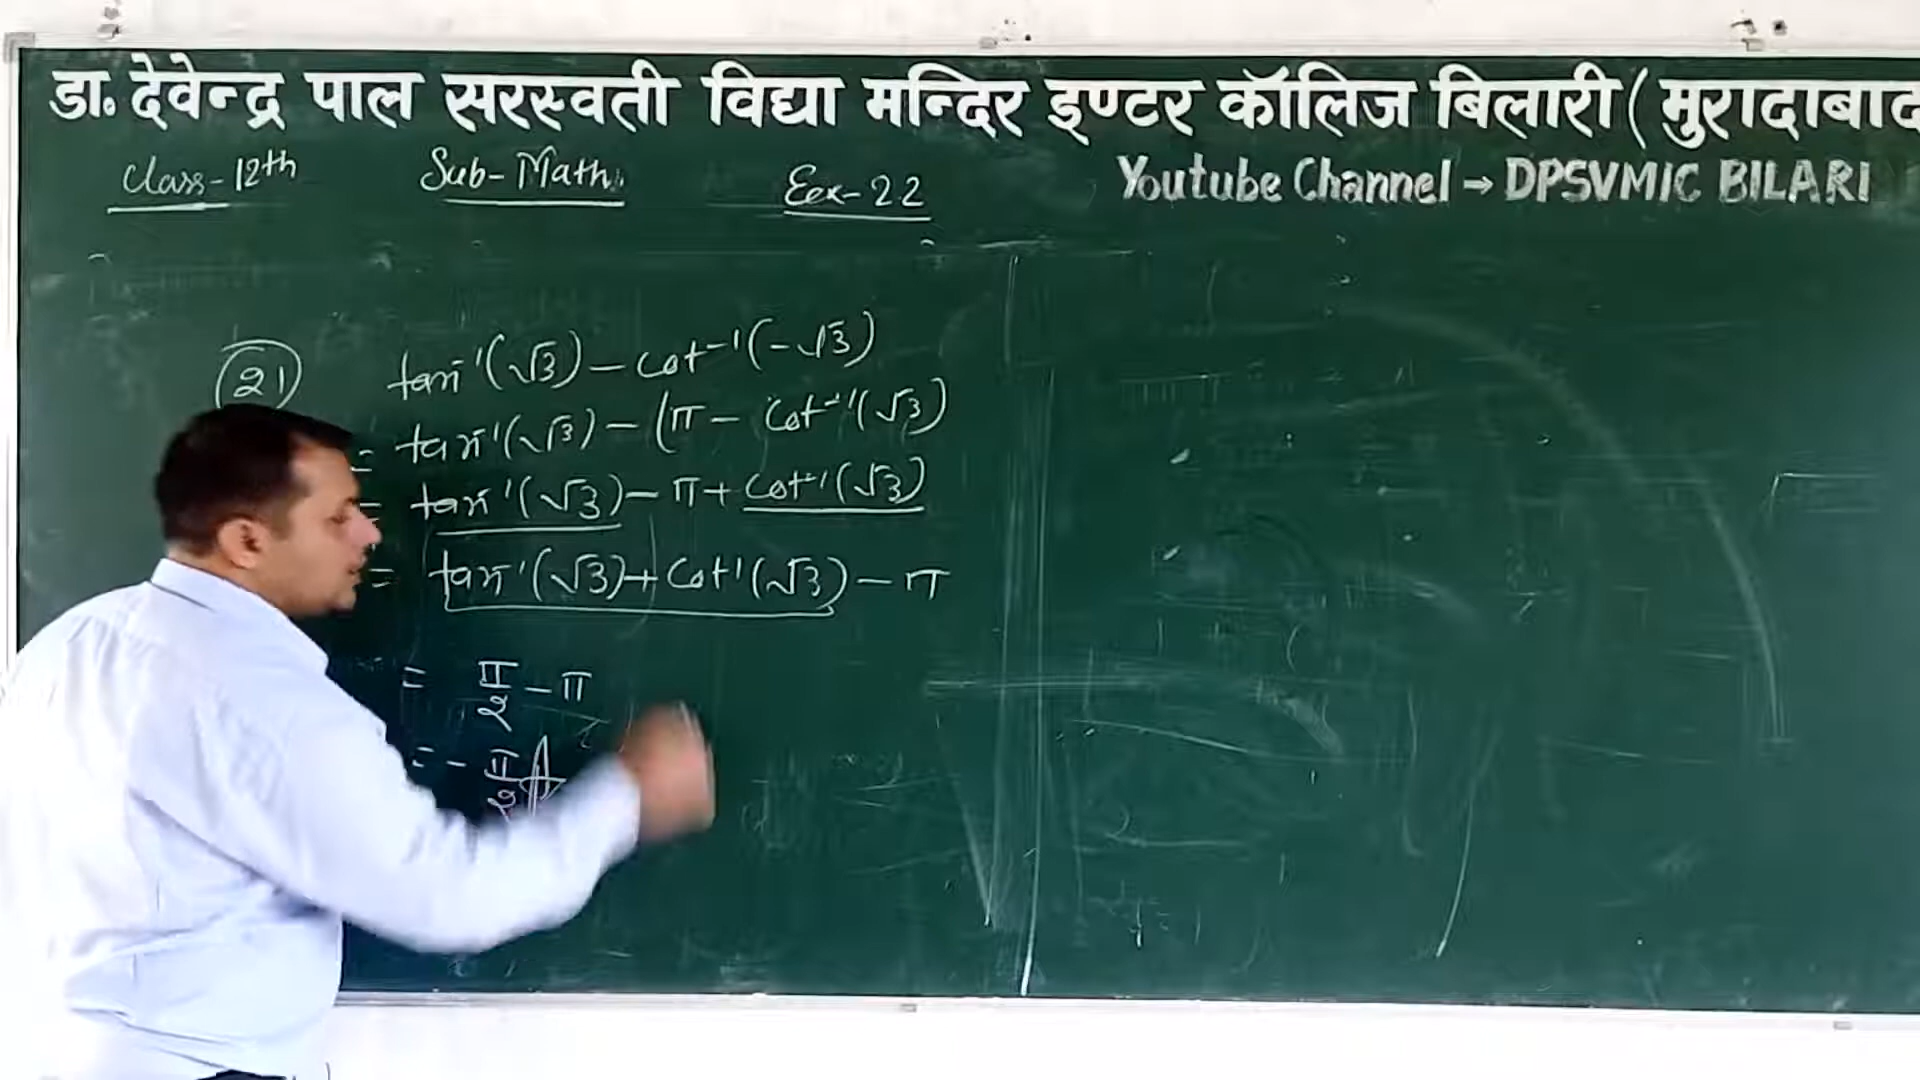 डा. देवेन्द्र पाल सरस्वती विद्या मन्दिर इण्टर कॉलिज बिलारी ( मुरादाबाद
Class-12th Sub-Math. Eex-22 Youtube Channel → DPSVMIC BILARI
21 tan⁻¹(√3) - cot⁻¹(-√3)
= tan⁻¹(√3) - (π - cot⁻¹(√3)
= tan⁻¹(√3) - π + cot⁻¹(√3)
= tan⁻¹(√3) + cot⁻¹(√3) - π
= π/2 - π
= - π/2